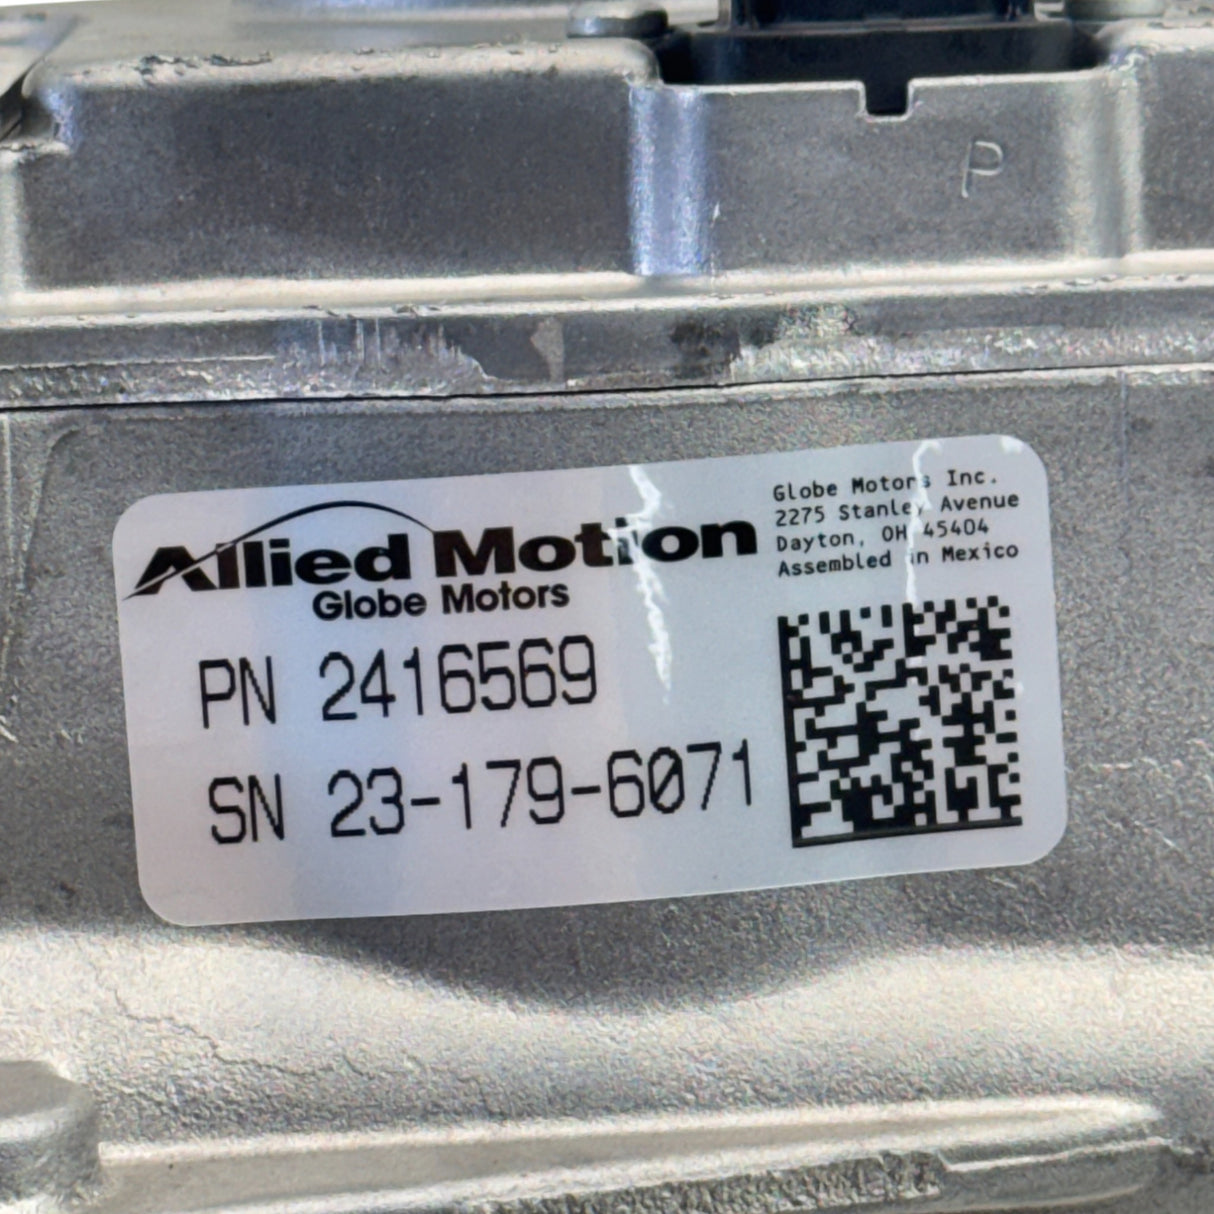 P
Allied Motion
Globe Motors
Globe Motors Inc.
2275 Stanley Avenue
Dayton, OH 45404
Assembled in Mexico
PN 2416569
SN 23-179-6071